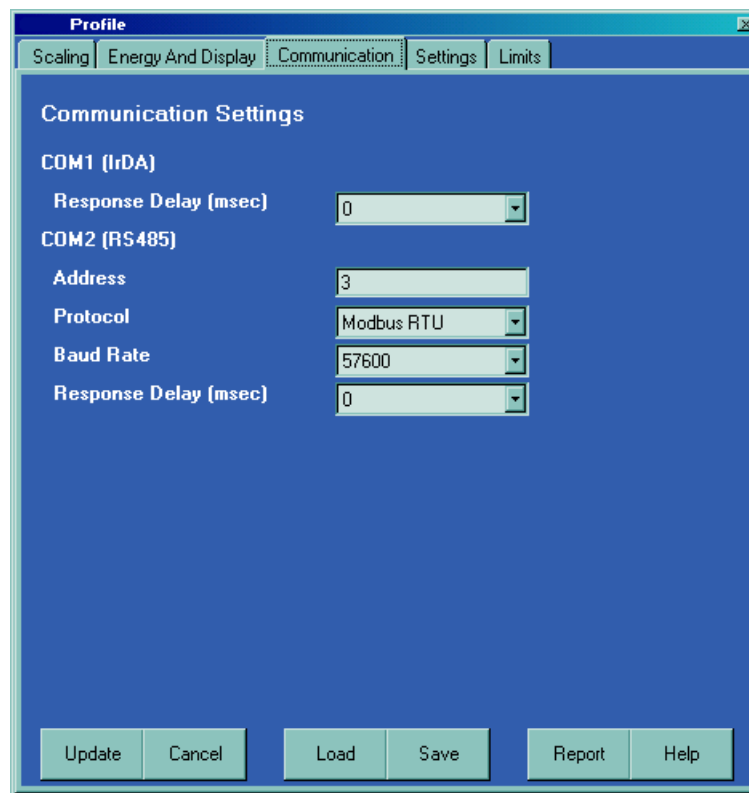 Profile
Scaling Energy And Display Communication Settings Limits
Communication Settings
COM1 (IrDA)
Response Delay (msec) 0
COM2 (RS485)
Address 3
Protocol Modbus RTU
Baud Rate 57600
Response Delay (msec) 0
Update Cancel Load Save Report Help